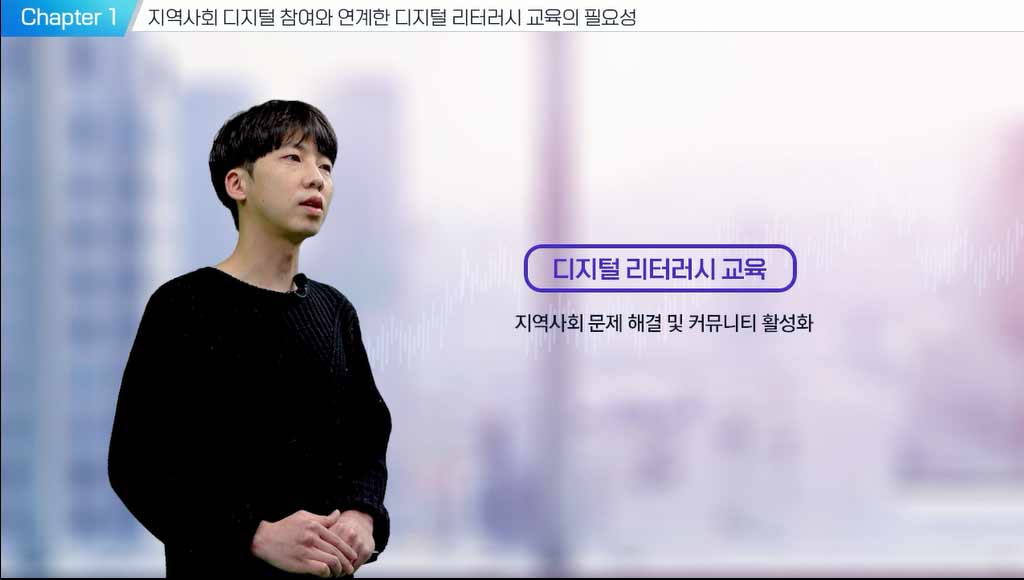 Chapter 1 지역사회 디지털 참여와 연계한 디지털 리터러시 교육의 필요성
디지털 리터러시 교육
지역사회 문제 해결 및 커뮤니티 활성화